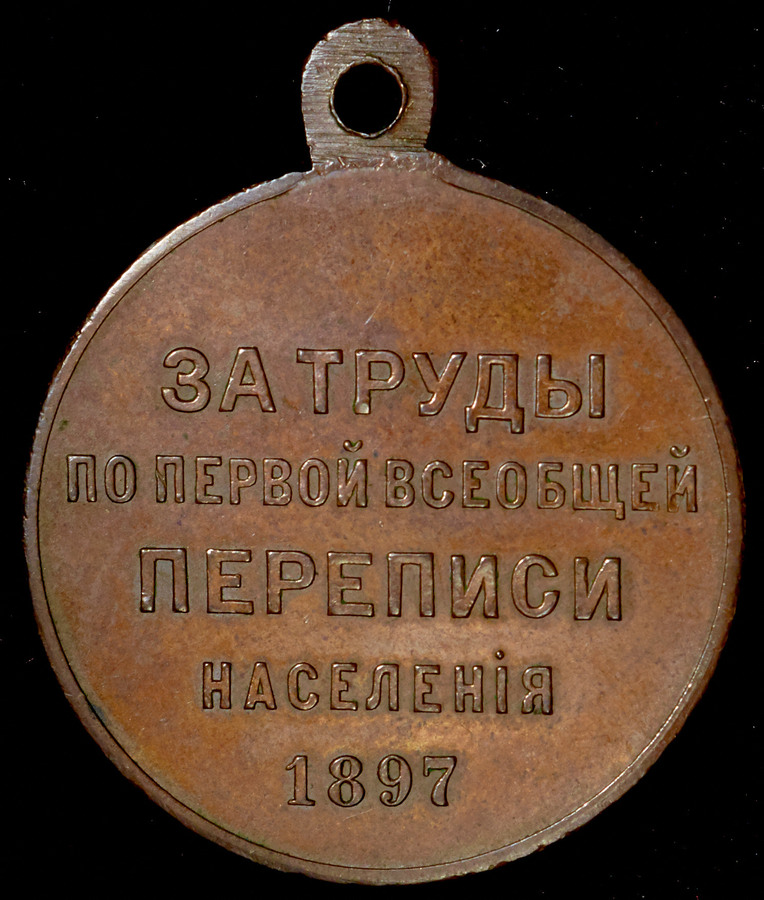 ЗА ТРУДЫ
ПО ПЕРВОЙ ВСЕОБЩЕЙ
ПЕРЕПИСИ
НАСЕЛЕНІЯ
1897